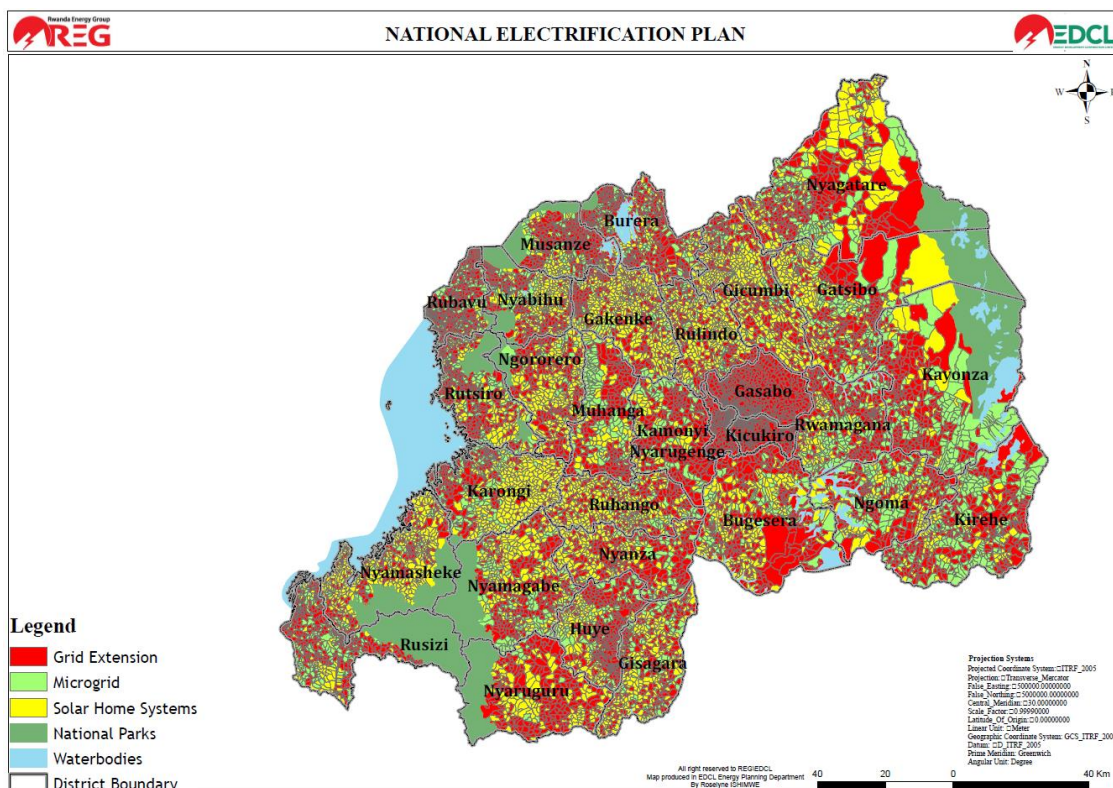 Rwanda Energy Group
REG
NATIONAL ELECTRIFICATION PLAN
EDCL
N
W
E
S
Nyagatare
Burera
Musanze
Gicumbi
Gatsibo
Rubavu
Nyabihu
Gakenke
Rulindo
Ngororero
Kayonza
Gasabo
Rutsiro
Muhanga
Kamonyi
Kicukiro
Rwamagana
Nyarugenge
Karongi
Ruhango
Bugesera
Ngoma
Kirehe
Nyanza
Nyamasheke
Nyamagabe
Huye
Rusizi
Gisagara
Nyaruguru
Legend
Grid Extension
Microgrid
Solar Home Systems
National Parks
Waterbodies
District Boundary
Projection Systems
Projected Coordinate System:□ITRF_2005
Projection:□Transverse_Mercator
False_Easting:□500000.00000000
False_Northing:□5000000.00000000
Central_Meridian:□30.00000000
Scale_Factor:□0.99990000
Latitude_Of_Origin:□0.00000000
Linear Unit:□Meter
Geographic Coordinate System: GCS_ITRF_200
Datum: □D_ITRF_2005
Prime Meridian: Greenwich
Angular Unit: Degree
All right reserved to REG\EDCL
Map produced in EDCL Energy Planning Department
By Roselyne ISHIMWE
40 20 0 40 Km